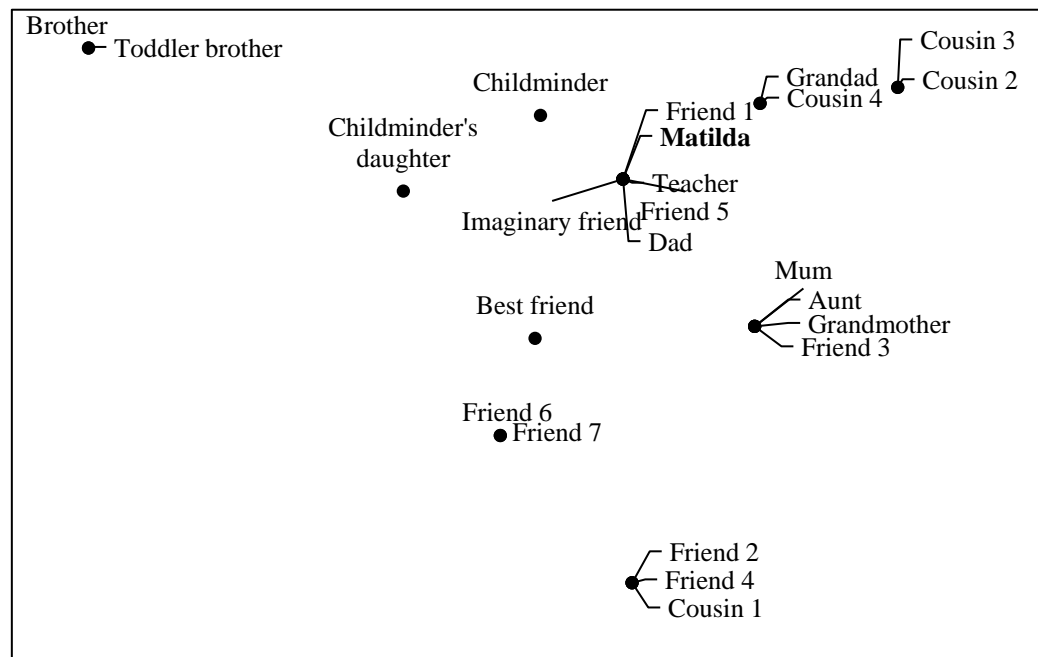 Brother
Toddler brother
Cousin 3
Cousin 2
Childminder
Grandad
Cousin 4
Friend 1
Matilda
Childminder's
daughter
Teacher
Imaginary friend
Friend 5
Dad
Mum
Aunt
Grandmother
Friend 3
Best friend
Friend 6
Friend 7
Friend 2
Friend 4
Cousin 1